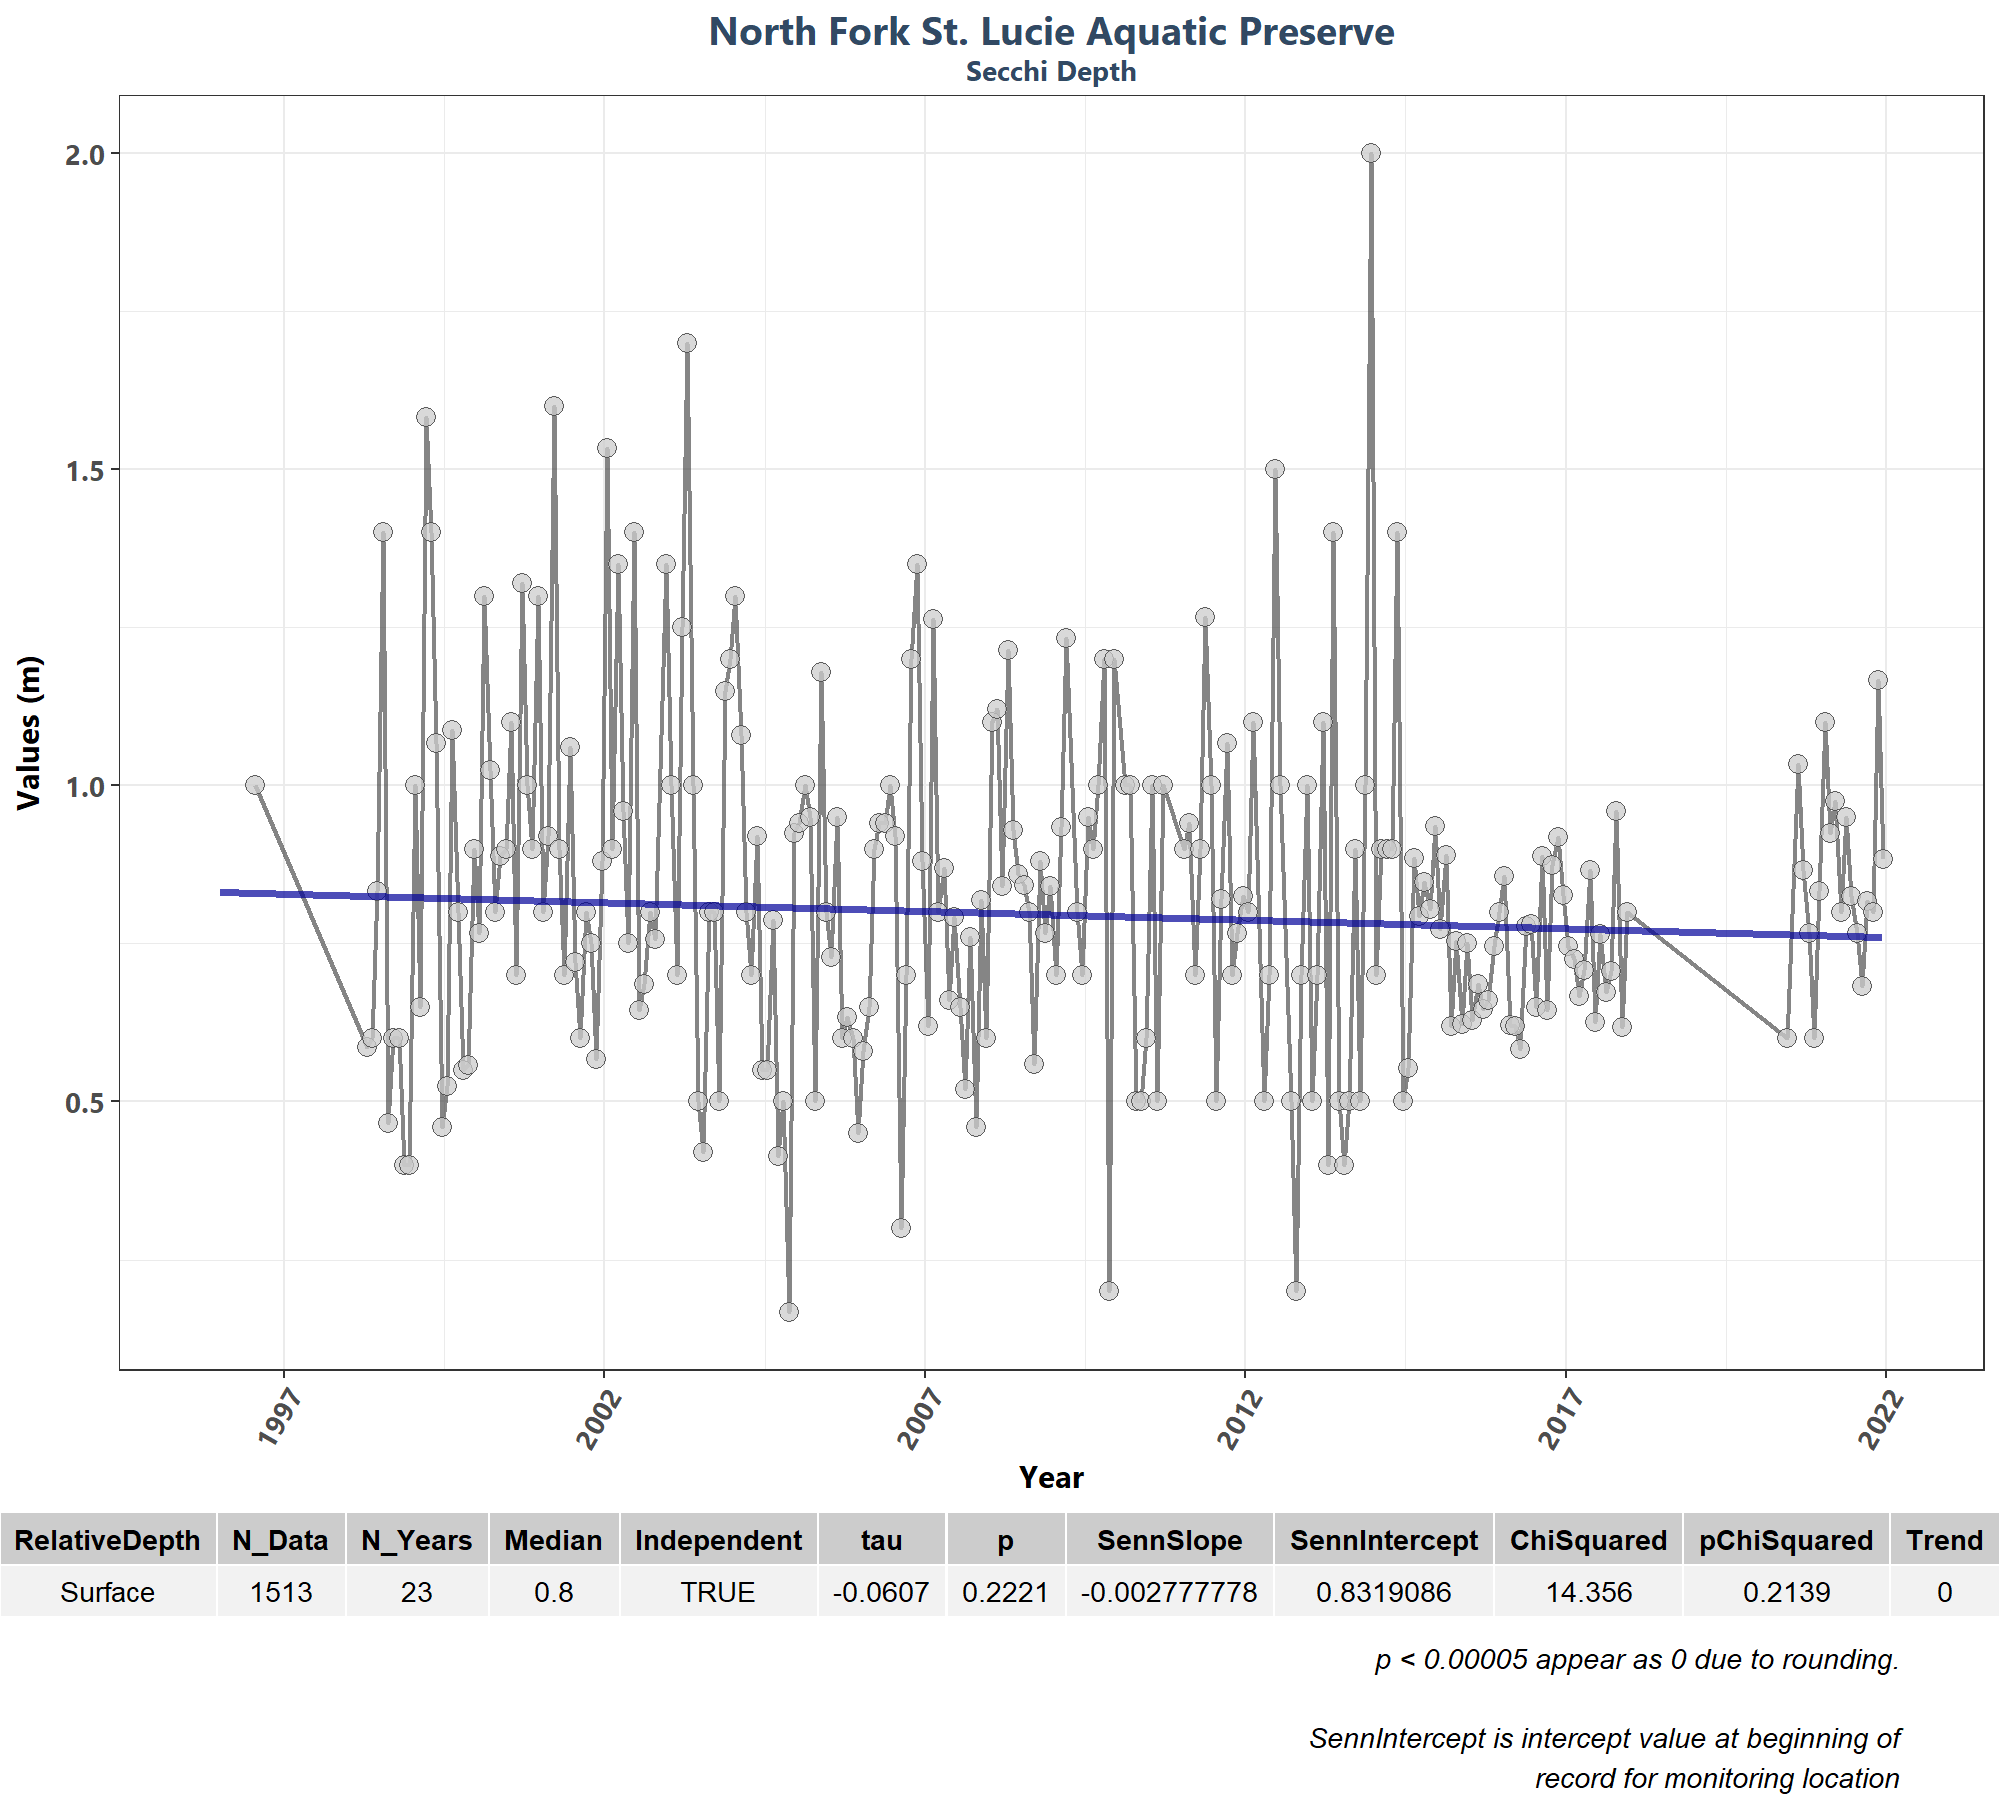 North Fork St. Lucie Aquatic Preserve
Secchi Depth
Values (m)
2.0
1.5
1.0
0.5
1997 2002 2007 2012 2017 2022
Year
RelativeDepth N_Data N_Years Median Independent tau p SennSlope SennIntercept ChiSquared pChiSquared Trend
Surface 1513 23 0.8 TRUE -0.0607 0.2221 -0.002777778 0.8319086 14.356 0.2139 0
p < 0.00005 appear as 0 due to rounding.
SennIntercept is intercept value at beginning of
record for monitoring location